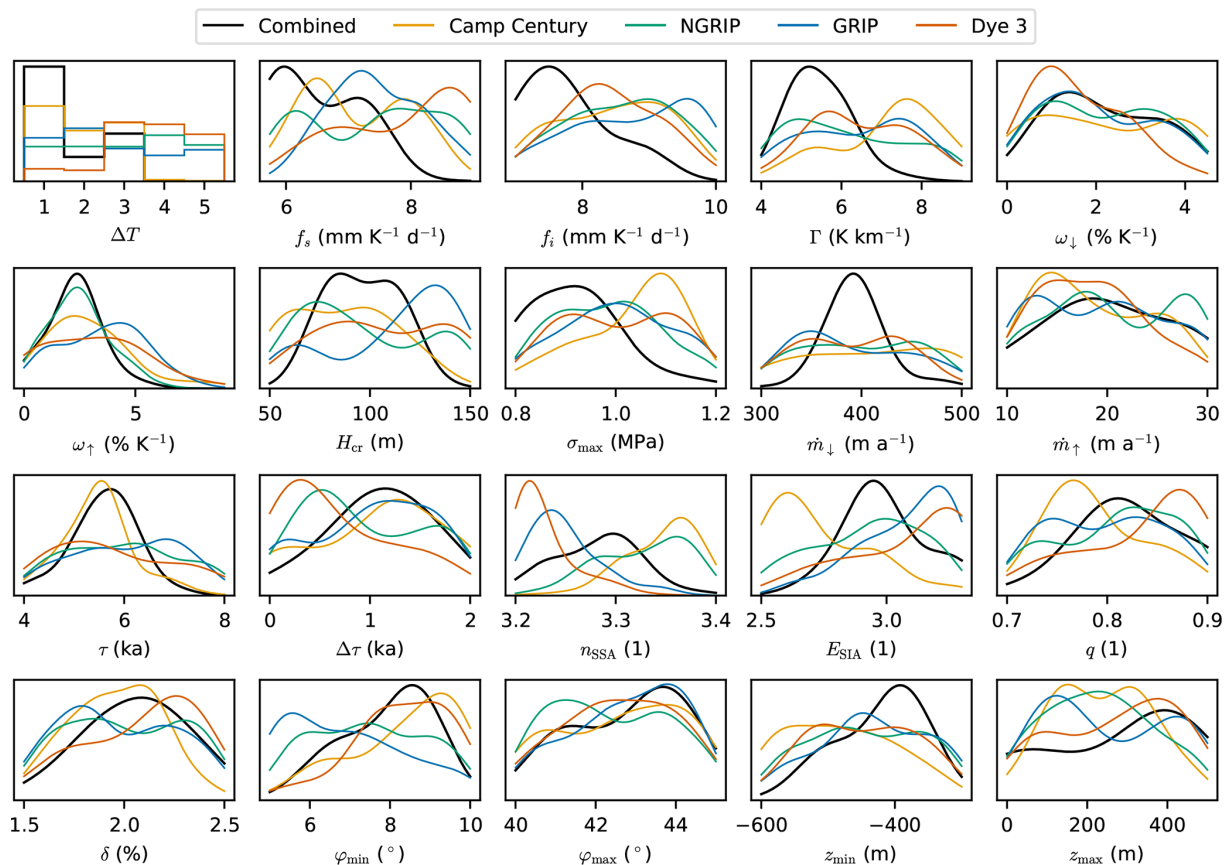 Combined Camp Century NGRIP GRIP Dye 3
1 2 3 4 5 6 8 6 8 10 4 6 8 0 2 4
ΔT fₛ (mm K⁻¹ d⁻¹) fᵢ (mm K⁻¹ d⁻¹) Γ (K km⁻¹) ω↓ (% K⁻¹)
0 5 50 100 150 0.8 1.0 1.2 300 400 500 10 20 30
ω↑ (% K⁻¹) H_cr (m) σ_max (MPa) ṁ↓ (m a⁻¹) ṁ↑ (m a⁻¹)
4 6 8 0 1 2 3.2 3.3 3.4 2.5 3.0 0.7 0.8 0.9
τ (ka) Δτ (ka) n_SSA (1) E_SIA (1) q (1)
1.5 2.0 2.5 6 8 10 40 42 44 −600 −400 0 200 400
δ (%) φ_min (°) φ_max (°) z_min (m) z_max (m)